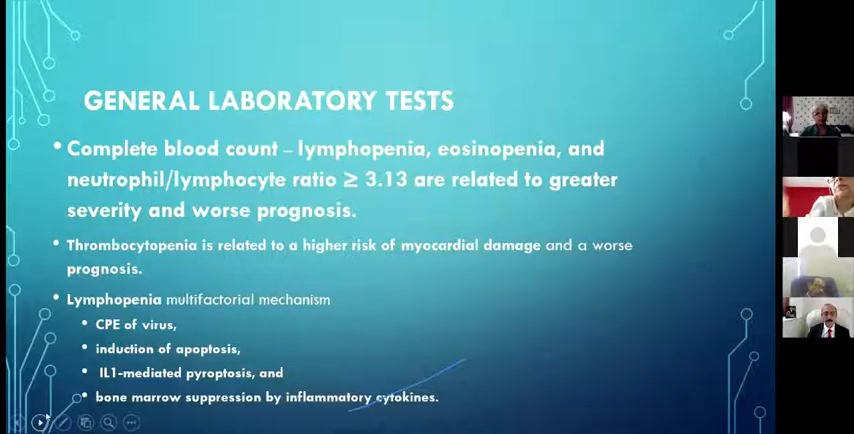 GENERAL LABORATORY TESTS
• Complete blood count – lymphopenia, eosinopenia, and
neutrophil/lymphocyte ratio ≥ 3.13 are related to greater
severity and worse prognosis.
• Thrombocytopenia is related to a higher risk of myocardial damage and a worse
prognosis.
• Lymphopenia multifactorial mechanism
• CPE of virus,
• induction of apoptosis,
• IL1-mediated pyroptosis, and
• bone marrow suppression by inflammatory cytokines.